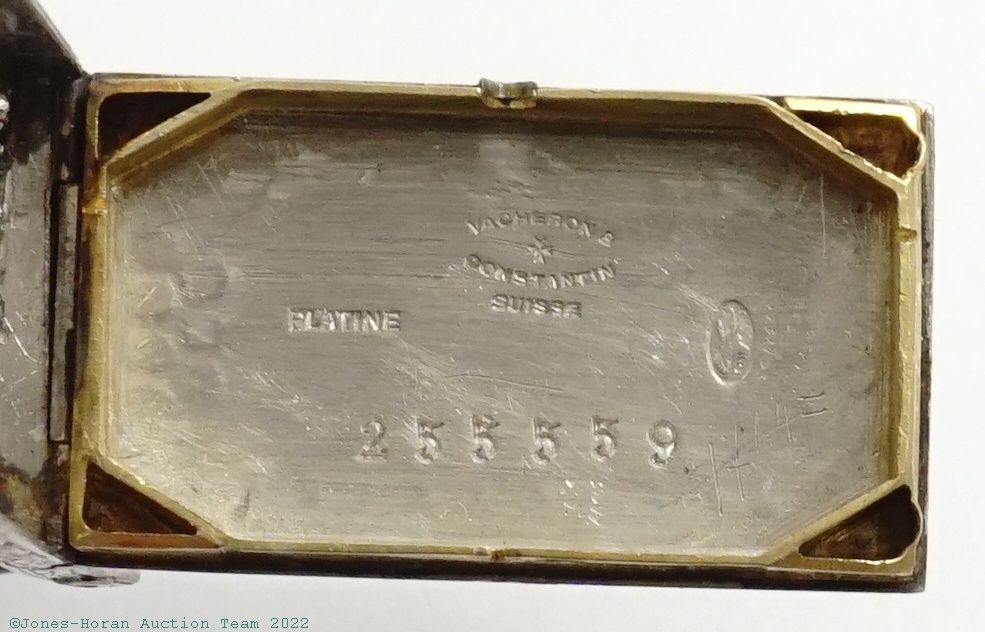 VACHERON &
CONSTANTIN
SUISSE
PLATINE
255559
©Jones-Horan Auction Team 2022